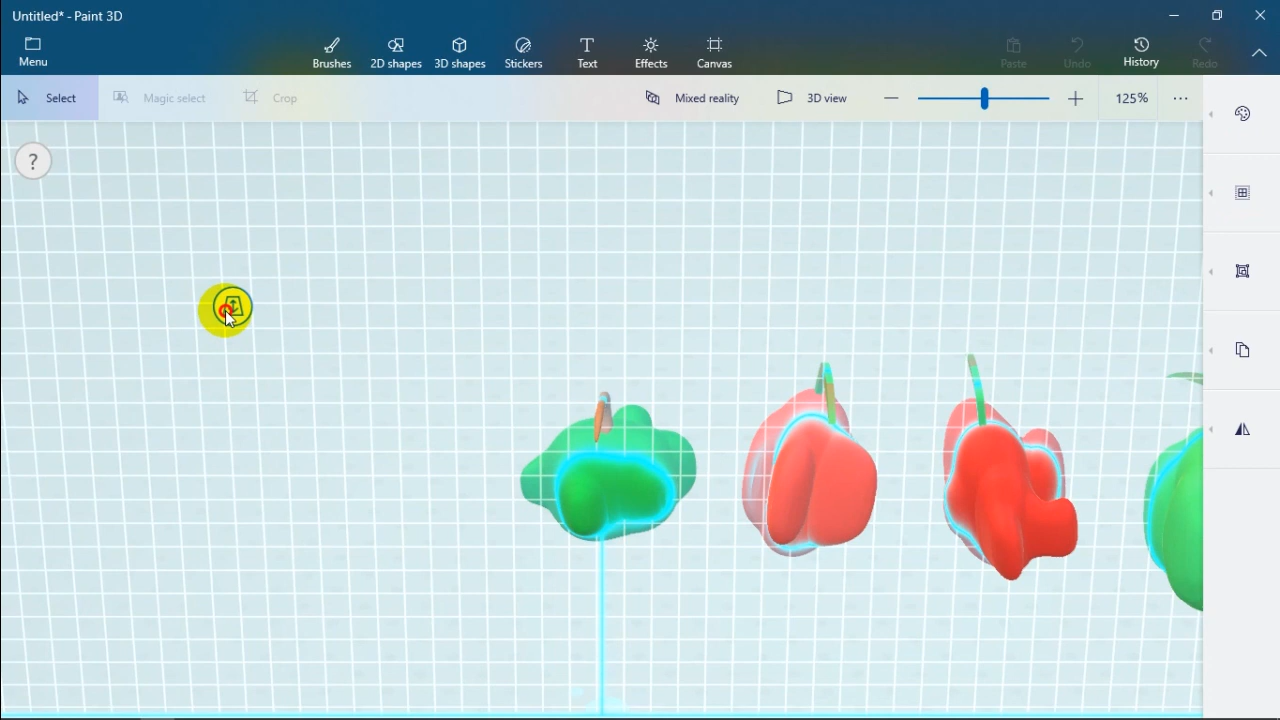 Untitled* - Paint 3D
Menu
Brushes
2D shapes
3D shapes
Stickers
Text
Effects
Canvas
Paste
Undo
History
Redo
Select
Magic select
Crop
Mixed reality
3D view
125%
?